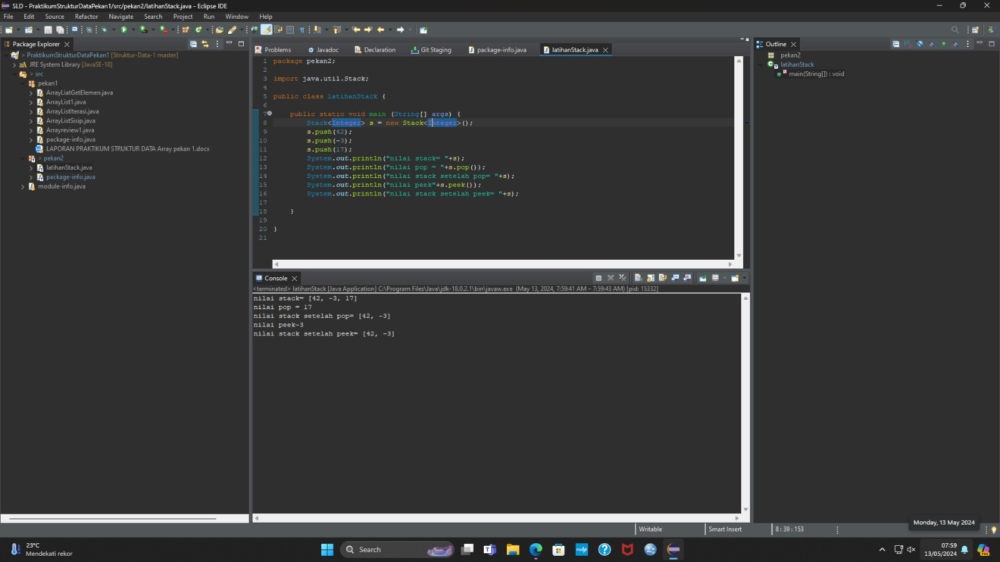 SLD - PraktikumStrukturDataPekan1/src/pekan2/latihanStack.java - Eclipse IDE
File Edit Source Refactor Navigate Search Project Run Window Help
Package Explorer
> PraktikumStrukturDataPekan1 [Struktur-Data-1 master]
JRE System Library [JavaSE-18]
> src
pekan1
ArrayLiatGetElemen.java
ArrayList1.java
ArrayListIterasi.java
ArrayListSisip.java
Arrayreview1.java
package-info.java
LAPORAN PRAKTIKUM STRUKTUR DATA Array pekan 1.docx
> pekan2
latihanStack.java
package-info.java
module-info.java
Problems Javadoc Declaration Git Staging package-info.java latihanStack.java
1 package pekan2;
2
3 import java.util.Stack;
4
5 public class latihanStack {
6
7 public static void main (String[] args) {
8 Stack<Integer> s = new Stack<Integer>();
9 s.push(42);
10 s.push(-3);
11 s.push(17);
12 System.out.println("nilai stack= "+s);
13 System.out.println("nilai pop = "+s.pop());
14 System.out.println("nilai stack setelah pop= "+s);
15 System.out.println("nilai peek"+s.peek());
16 System.out.println("nilai stack setelah peek= "+s);
17
18 }
19
20 }
21
Console
<terminated> latihanStack [Java Application] C:\Program Files\Java\jdk-18.0.2.1\bin\javaw.exe (May 13, 2024, 7:59:41 AM – 7:59:43 AM) [pid: 15332]
nilai stack= [42, -3, 17]
nilai pop = 17
nilai stack setelah pop= [42, -3]
nilai peek-3
nilai stack setelah peek= [42, -3]
Outline
pekan2
latihanStack
main(String[]) : void
Monday, 13 May 2024
Writable Smart Insert 8 : 39 : 153
23°C
Mendekati rekor
Search
07:59
13/05/2024